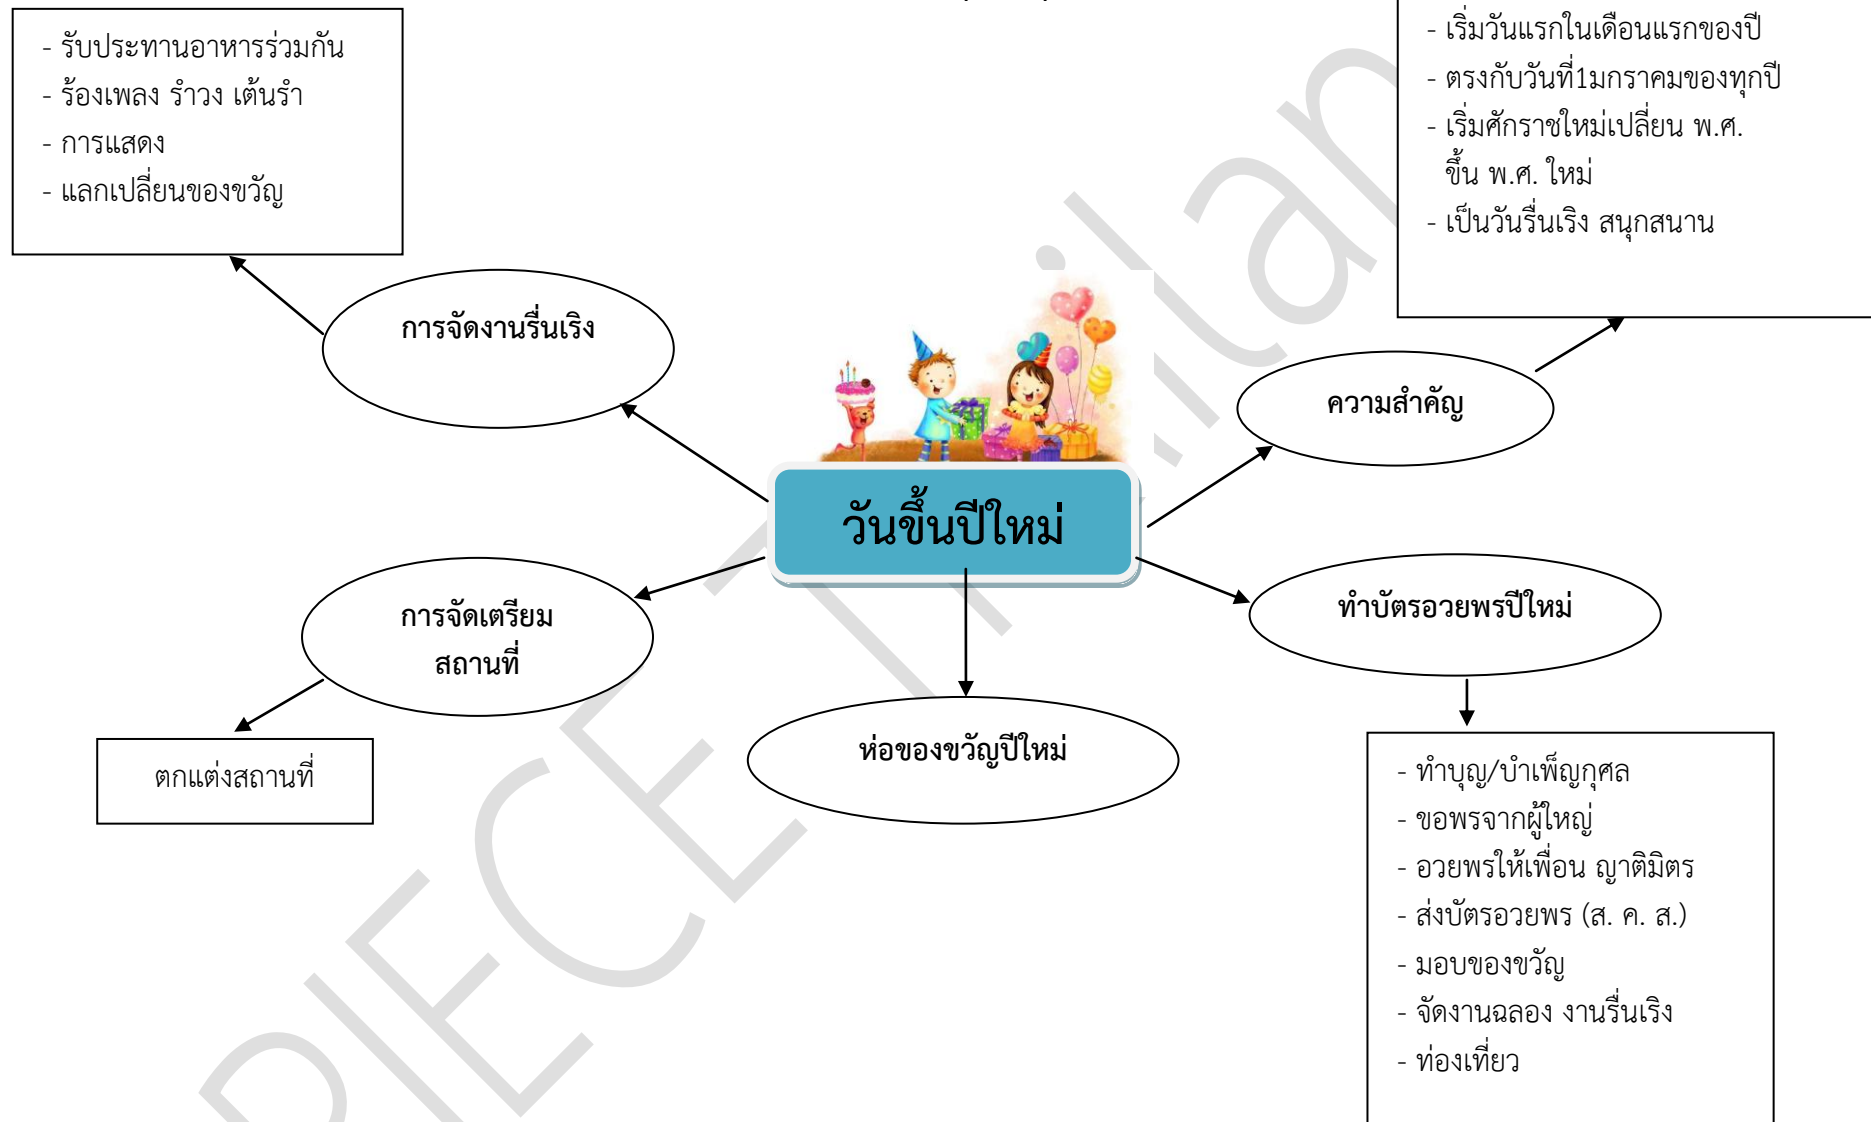 - รับประทานอาหารร่วมกัน
- ร้องเพลง รำวง เต้นรำ
- การแสดง
- แลกเปลี่ยนของขวัญ
- เริ่มวันแรกในเดือนแรกของปี
- ตรงกับวันที่1มกราคมของทุกปี
- เริ่มศักราชใหม่เปลี่ยน พ.ศ.
ขึ้น พ.ศ. ใหม่
- เป็นวันรื่นเริง สนุกสนาน
การจัดงานรื่นเริง
ความสำคัญ
วันขึ้นปีใหม่
การจัดเตรียม
สถานที่
ทำบัตรอวยพรปีใหม่
ห่อของขวัญปีใหม่
ตกแต่งสถานที่
- ทำบุญ/บำเพ็ญกุศล
- ขอพรจากผู้ใหญ่
- อวยพรให้เพื่อน ญาติมิตร
- ส่งบัตรอวยพร (ส. ค. ส.)
- มอบของขวัญ
- จัดงานฉลอง งานรื่นเริง
- ท่องเที่ยว